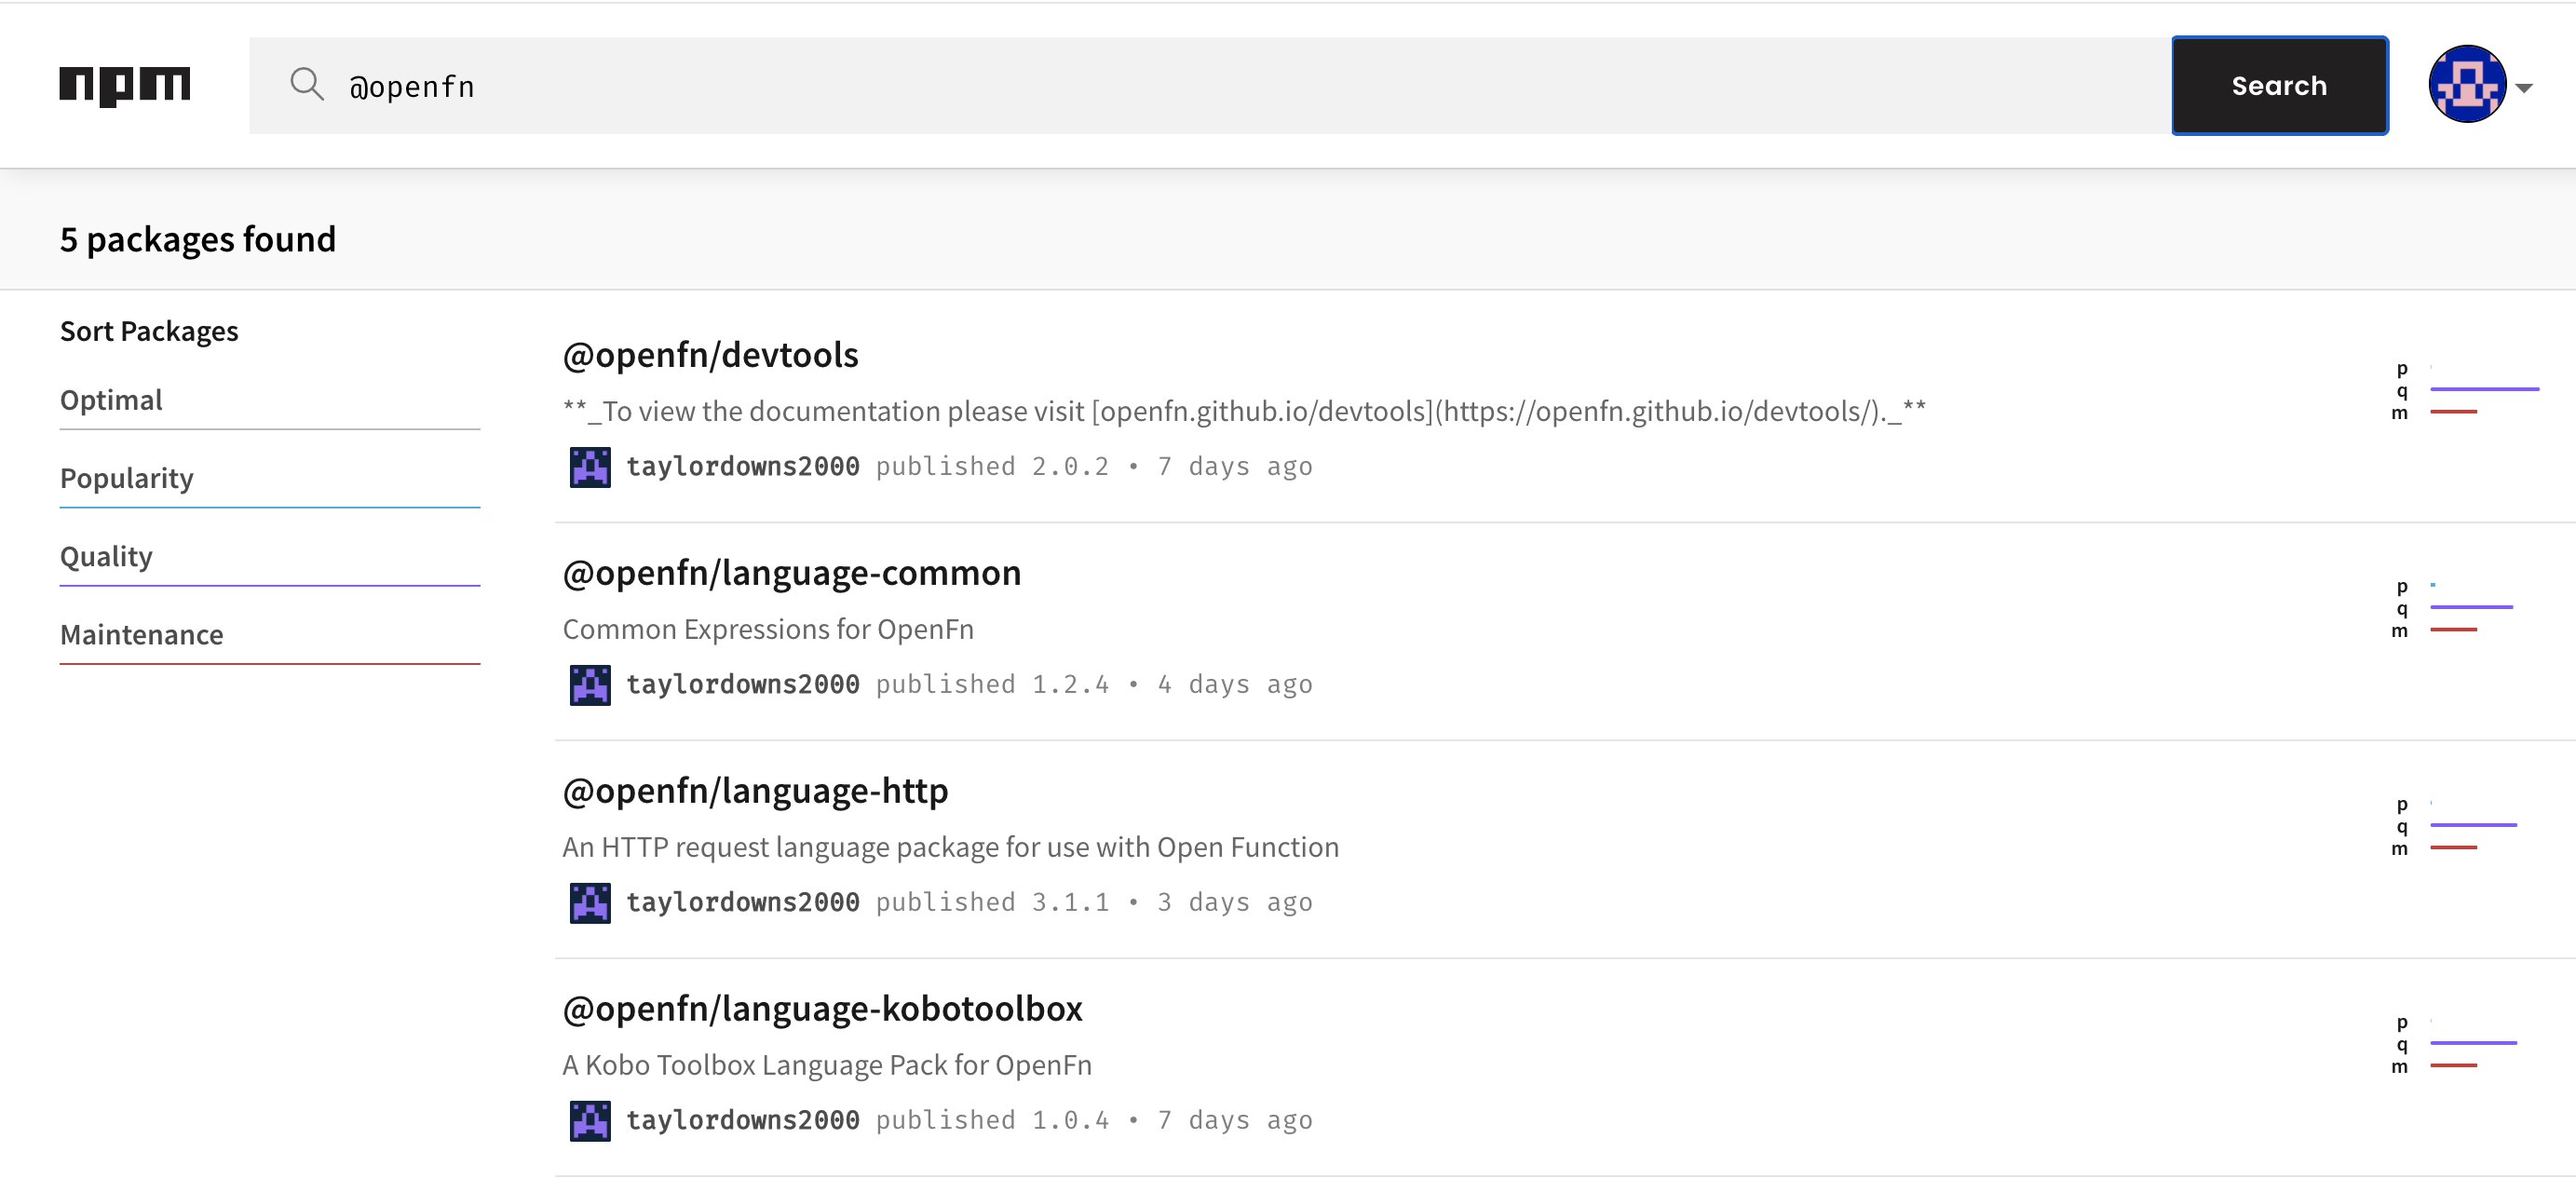 npm
@openfn
Search
5 packages found
Sort Packages
Optimal
Popularity
Quality
Maintenance
@openfn/devtools
**_To view the documentation please visit [openfn.github.io/devtools](https://openfn.github.io/devtools/)._**
taylordowns2000 published 2.0.2 • 7 days ago
p
q
m
@openfn/language-common
Common Expressions for OpenFn
taylordowns2000 published 1.2.4 • 4 days ago
p
q
m
@openfn/language-http
An HTTP request language package for use with Open Function
taylordowns2000 published 3.1.1 • 3 days ago
p
q
m
@openfn/language-kobotoolbox
A Kobo Toolbox Language Pack for OpenFn
taylordowns2000 published 1.0.4 • 7 days ago
p
q
m